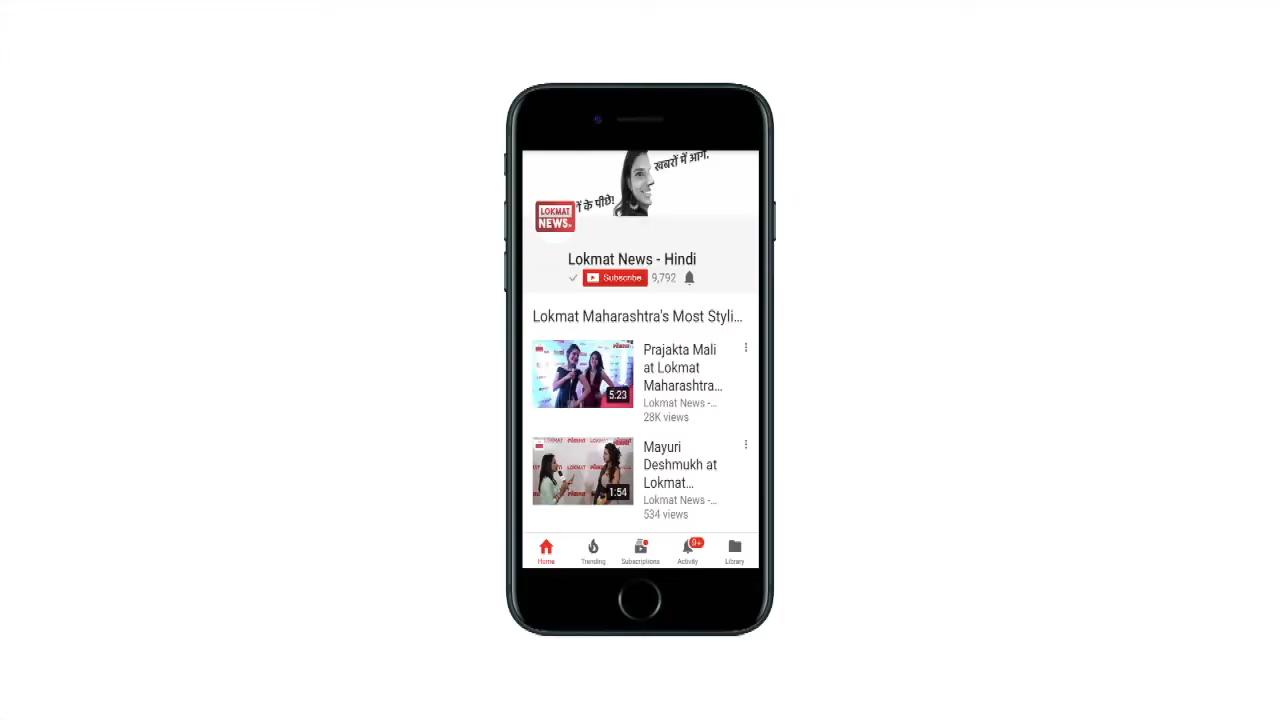 खबरों में आगे,
के पीछे!
LOKMAT
NEWS
Lokmat News - Hindi
Subscribe 9,792
Lokmat Maharashtra's Most Styli...
Prajakta Mali
at Lokmat
Maharashtra...
Lokmat News -...
28K views
5:23
Mayuri
Deshmukh at
Lokmat...
Lokmat News -...
534 views
1:54
LOKMAT
9+
Home Trending Subscriptions Activity Library